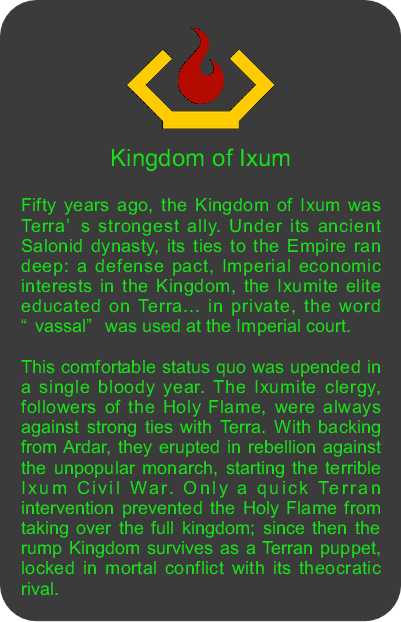 Kingdom of Ixum
Fifty years ago, the Kingdom of Ixum was
Terra’ s strongest ally. Under its ancient
Salonid dynasty, its ties to the Empire ran
deep: a defense pact, Imperial economic
interests in the Kingdom, the Ixumite elite
educated on Terra… in private, the word
“ vassal” was used at the Imperial court.
This comfortable status quo was upended in
a single bloody year. The Ixumite clergy,
followers of the Holy Flame, were always
against strong ties with Terra. With backing
from Ardar, they erupted in rebellion against
the unpopular monarch, starting the terrible
Ixum Civil War. Only a quick Terran
intervention prevented the Holy Flame from
taking over the full kingdom; since then the
rump Kingdom survives as a Terran puppet,
locked in mortal conflict with its theocratic
rival.